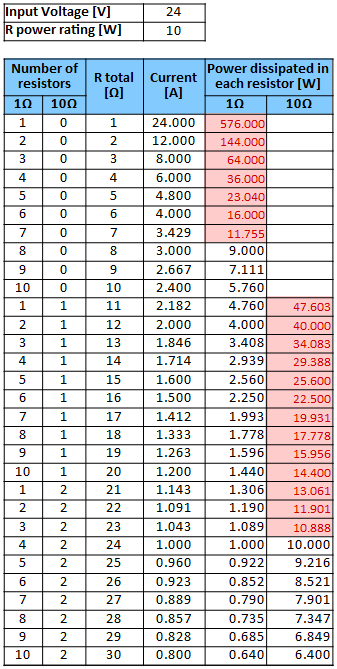 Input Voltage [V] 24
R power rating [W] 10
Number of resistors R total [Ω] Current [A] Power dissipated in each resistor [W]
1Ω 10Ω 1Ω 10Ω
1 0 1 24.000 576.000
2 0 2 12.000 144.000
3 0 3 8.000 64.000
4 0 4 6.000 36.000
5 0 5 4.800 23.040
6 0 6 4.000 16.000
7 0 7 3.429 11.755
8 0 8 3.000 9.000
9 0 9 2.667 7.111
10 0 10 2.400 5.760
1 1 11 2.182 4.760 47.603
2 1 12 2.000 4.000 40.000
3 1 13 1.846 3.408 34.083
4 1 14 1.714 2.939 29.388
5 1 15 1.600 2.560 25.600
6 1 16 1.500 2.250 22.500
7 1 17 1.412 1.993 19.931
8 1 18 1.333 1.778 17.778
9 1 19 1.263 1.596 15.956
10 1 20 1.200 1.440 14.400
1 2 21 1.143 1.306 13.061
2 2 22 1.091 1.190 11.901
3 2 23 1.043 1.089 10.888
4 2 24 1.000 1.000 10.000
5 2 25 0.960 0.922 9.216
6 2 26 0.923 0.852 8.521
7 2 27 0.889 0.790 7.901
8 2 28 0.857 0.735 7.347
9 2 29 0.828 0.685 6.849
10 2 30 0.800 0.640 6.400